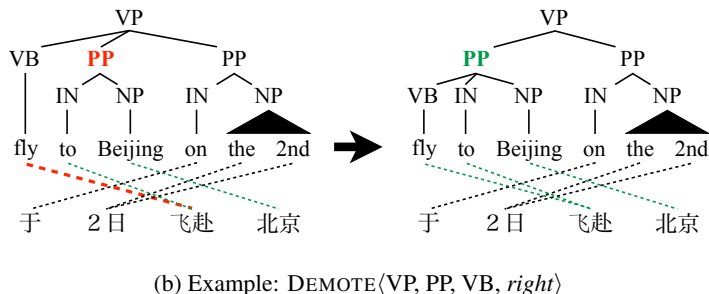 VP VP
VB PP PP PP PP
IN NP IN NP VB IN NP IN NP
fly to Beijing on the 2nd fly to Beijing on the 2nd
于 2日 飞赴 北京 于 2日 飞赴 北京
(b) Example: DEMOTE⟨VP, PP, VB, right⟩